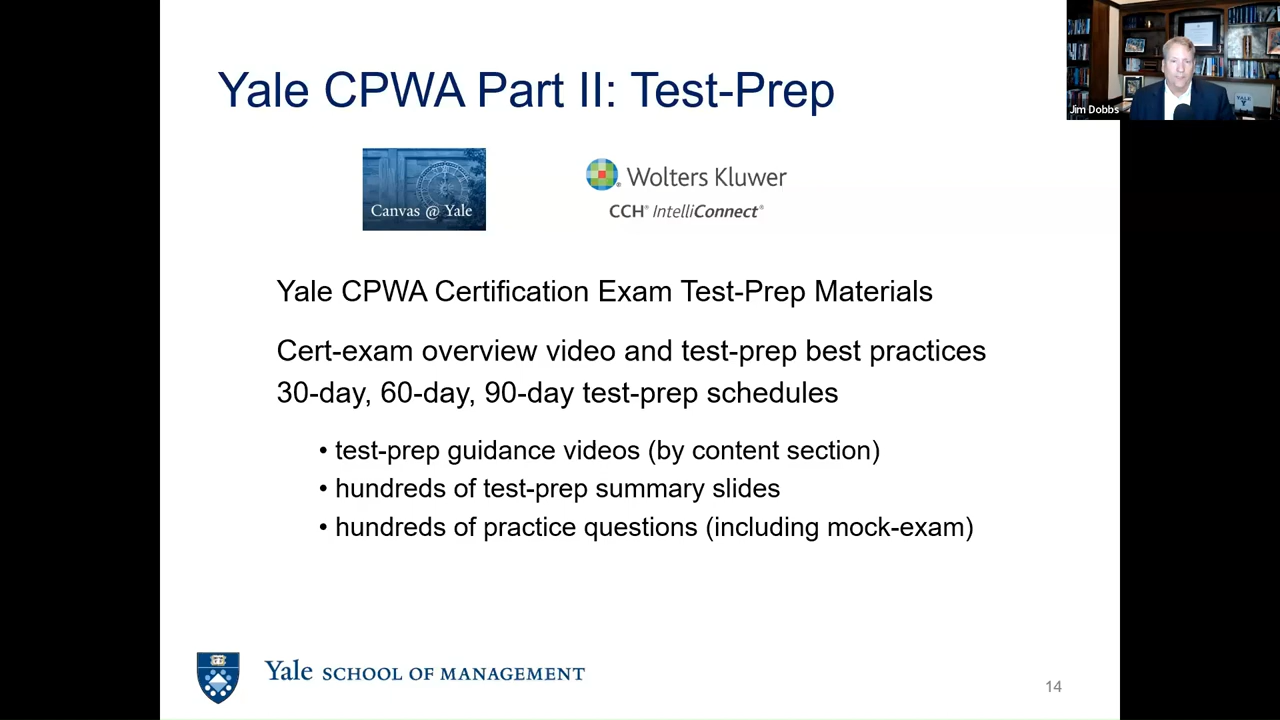 Yale CPWA Part II: Test-Prep
Jim Dobbs
YALE
Y
Canvas @ Yale
Wolters Kluwer
CCH® IntelliConnect®
Yale CPWA Certification Exam Test-Prep Materials
Cert-exam overview video and test-prep best practices
30-day, 60-day, 90-day test-prep schedules
• test-prep guidance videos (by content section)
• hundreds of test-prep summary slides
• hundreds of practice questions (including mock-exam)
Yale SCHOOL OF MANAGEMENT
14